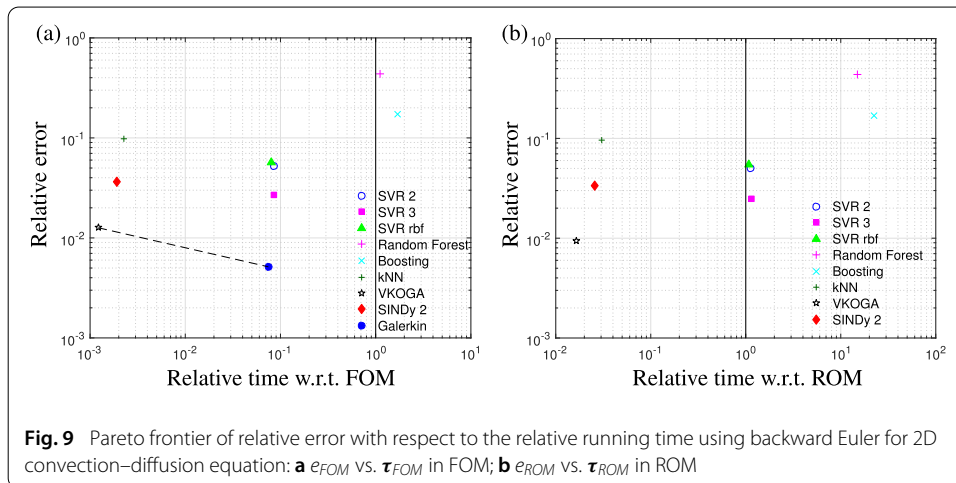 (a)
10^0
10^-1
10^-2
10^-3
Relative error
10^-3 10^-2 10^-1 10^0 10^1
Relative time w.r.t. FOM
SVR 2
SVR 3
SVR rbf
Random Forest
Boosting
kNN
VKOGA
SINDy 2
Galerkin
(b)
10^0
10^-1
10^-2
10^-3
Relative error
10^-2 10^-1 10^0 10^1 10^2
Relative time w.r.t. ROM
SVR 2
SVR 3
SVR rbf
Random Forest
Boosting
kNN
VKOGA
SINDy 2
Fig. 9 Pareto frontier of relative error with respect to the relative running time using backward Euler for 2D
convection–diffusion equation: a e_FOM vs. τ_FOM in FOM; b e_ROM vs. τ_ROM in ROM